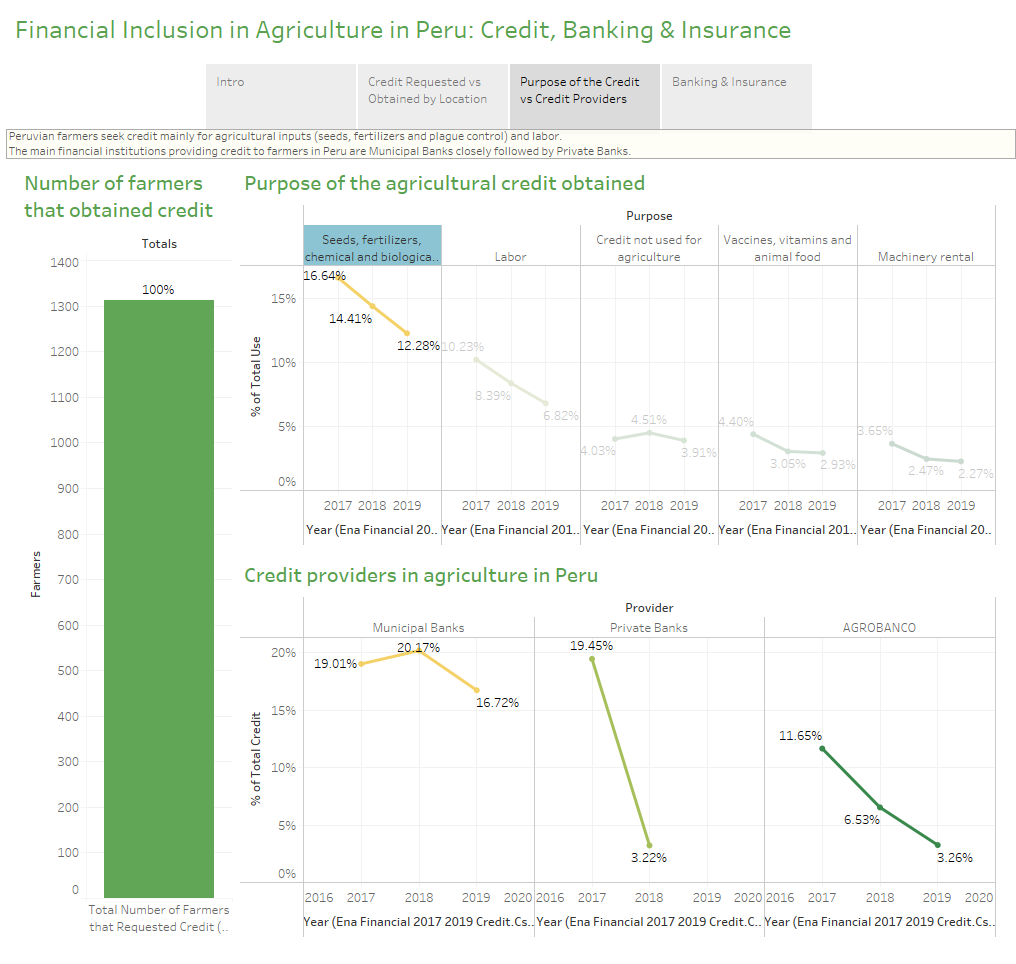 Financial Inclusion in Agriculture in Peru: Credit, Banking & Insurance
Intro
Credit Requested vs
Obtained by Location
Purpose of the Credit
vs Credit Providers
Banking & Insurance
Peruvian farmers seek credit mainly for agricultural inputs (seeds, fertilizers and plague control) and labor.
The main financial institutions providing credit to farmers in Peru are Municipal Banks closely followed by Private Banks.
Number of farmers
that obtained credit
Totals
100%
1400
1300
1200
1100
1000
900
800
700
600
500
400
300
200
100
0
Farmers
Total Number of Farmers
that Requested Credit (..
Purpose of the agricultural credit obtained
Purpose
Seeds, fertilizers,
chemical and biologica..
Labor
Credit not used for
agriculture
Vaccines, vitamins and
animal food
Machinery rental
% of Total Use
15%
10%
5%
0%
16.64%
14.41%
12.28%
10.23%
8.39%
6.82%
4.03%
4.51%
3.91%
4.40%
3.05%
2.93%
3.65%
2.47%
2.27%
2017 2018 2019
2017 2018 2019
2017 2018 2019
2017 2018 2019
2017 2018 2019
Year (Ena Financial 20..
Year (Ena Financial 201..
Year (Ena Financial 20..
Year (Ena Financial 201..
Year (Ena Financial 20..
Credit providers in agriculture in Peru
Provider
Municipal Banks
Private Banks
AGROBANCO
% of Total Credit
20%
15%
10%
5%
0%
19.01%
20.17%
16.72%
19.45%
3.22%
11.65%
6.53%
3.26%
2016 2017 2018 2019 2020
2016 2017 2018 2019 2020
2016 2017 2018 2019 2020
Year (Ena Financial 2017 2019 Credit.Cs..
Year (Ena Financial 2017 2019 Credit.C..
Year (Ena Financial 2017 2019 Credit.Cs..